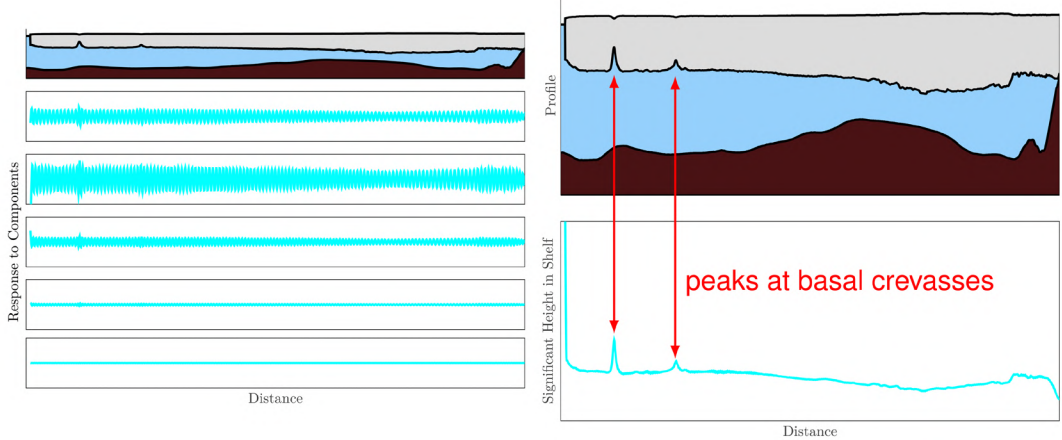 Response to Components
Distance
Profile
Significant Height in Shelf
peaks at basal crevasses
Distance